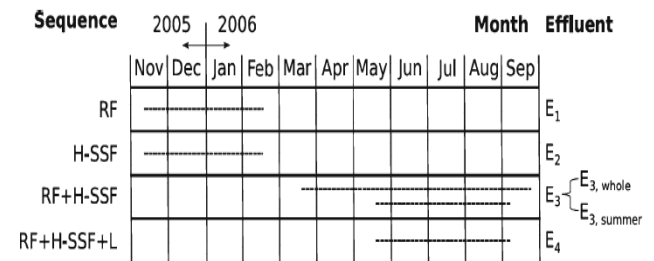 Sequence 2005 2006 Month Effluent
Nov Dec Jan Feb Mar Apr May Jun Jul Aug Sep
RF E1
H-SSF E2
RF+H-SSF E3 E3, whole
E3, summer
RF+H-SSF+L E4